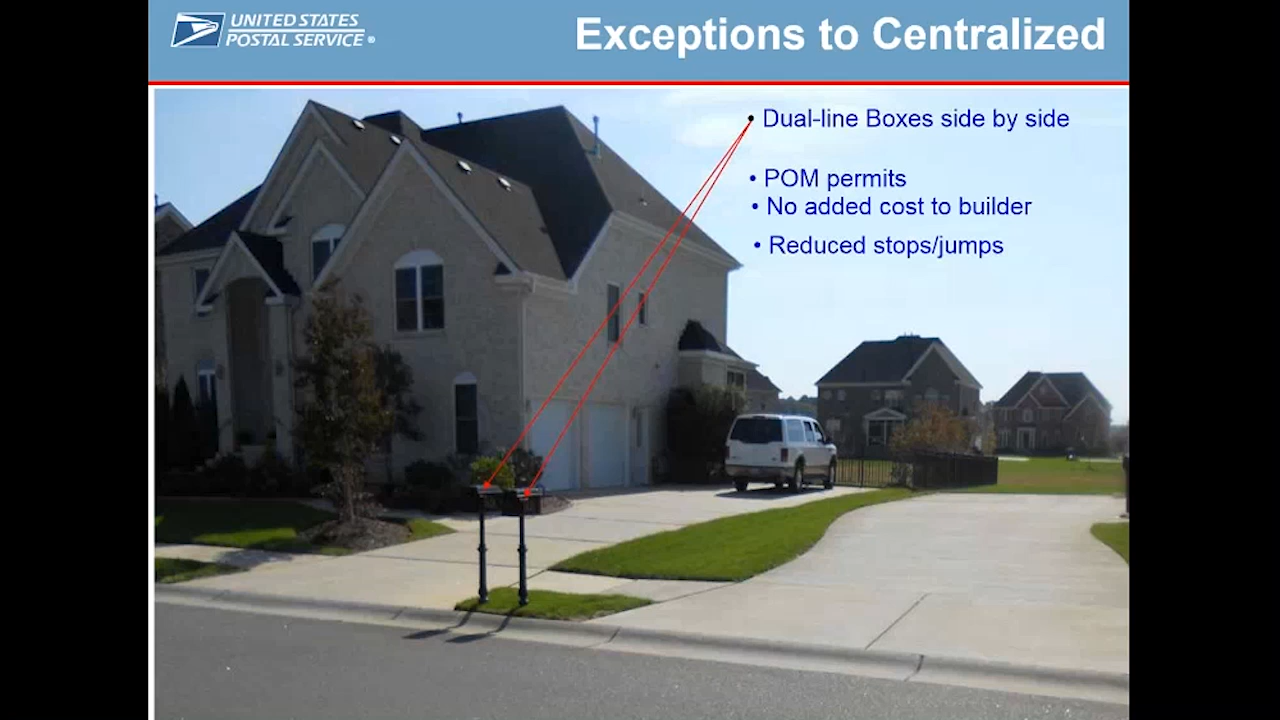 UNITED STATES
POSTAL SERVICE ®
Exceptions to Centralized
• Dual-line Boxes side by side
• POM permits
• No added cost to builder
• Reduced stops/jumps